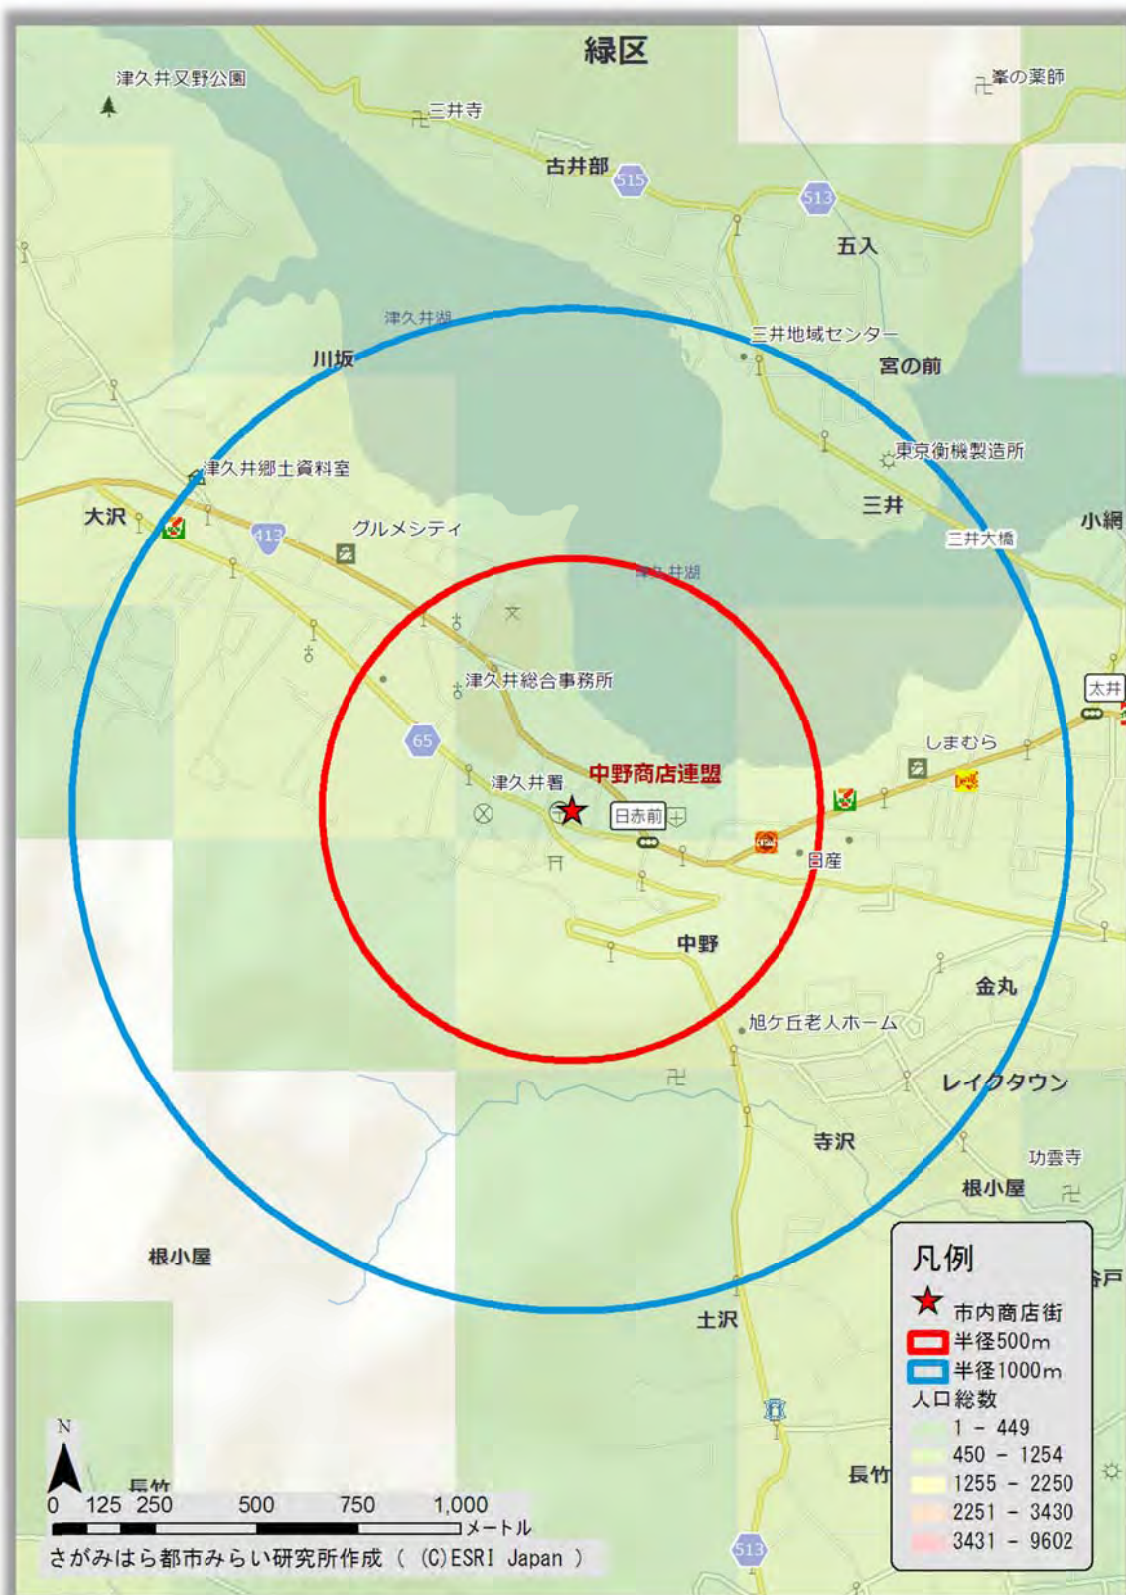 緑区
津久井又野公園
峯の薬師
三井寺
古井部
515
513
五入
津久井湖
三井地域センター
川坂
宮の前
東京衡機製造所
津久井郷土資料室
三井
大沢
グルメシティ
413
小網
三井大橋
津久井湖
津久井総合事務所
太井
65
しまむら
中野商店連盟
津久井署
日赤前
日産
中野
金丸
旭ケ丘老人ホーム
レイクタウン
寺沢
功雲寺
根小屋
根小屋
谷戸
土沢
凡例
市内商店街
半径500m
半径1000m
人口総数
1 - 449
450 - 1254
1255 - 2250
2251 - 3430
3431 - 9602
N
長竹
長竹
0 125 250 500 750 1,000
メートル
513
さがみはら都市みらい研究所作成 ( (C)ESRI Japan )